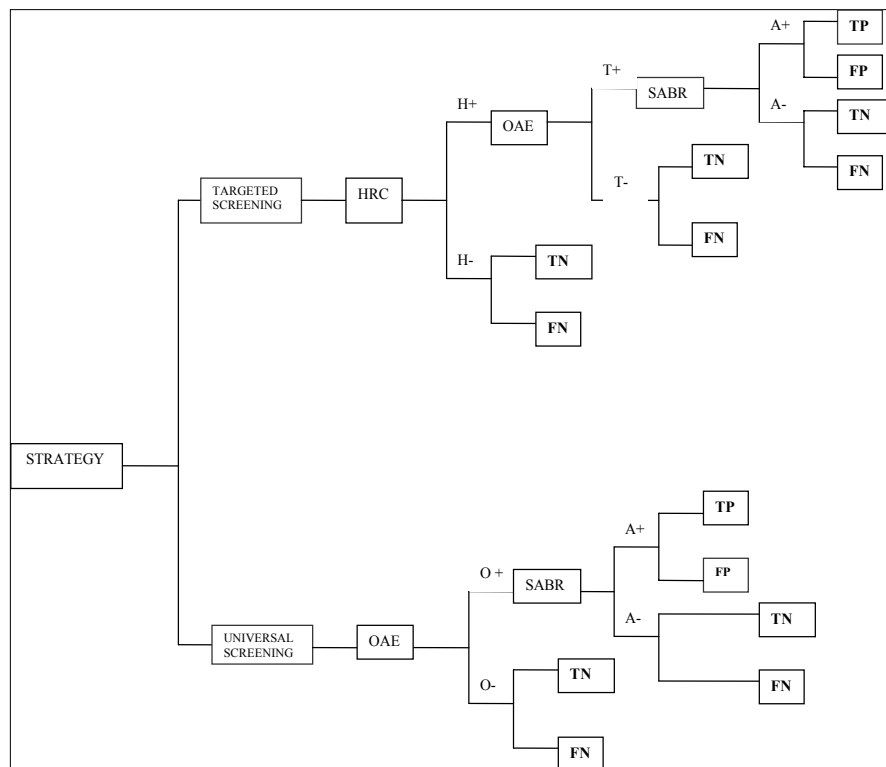 A+
TP
T+
FP
SABR
H+
A-
TN
OAE
TN
FN
TARGETED
SCREENING
HRC
T-
FN
H-
TN
FN
STRATEGY
TP
A+
O +
SABR
FP
A-
TN
UNIVERSAL
SCREENING
OAE
O-
TN
FN
FN